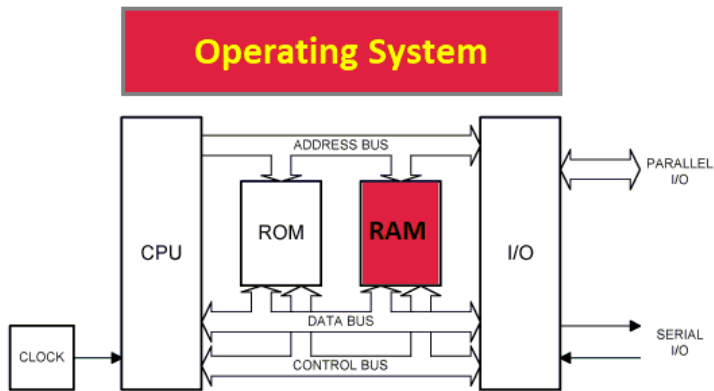 Operating System
ADDRESS BUS
PARALLEL
I/O
CPU
ROM
RAM
I/O
DATA BUS
SERIAL
I/O
CLOCK
CONTROL BUS